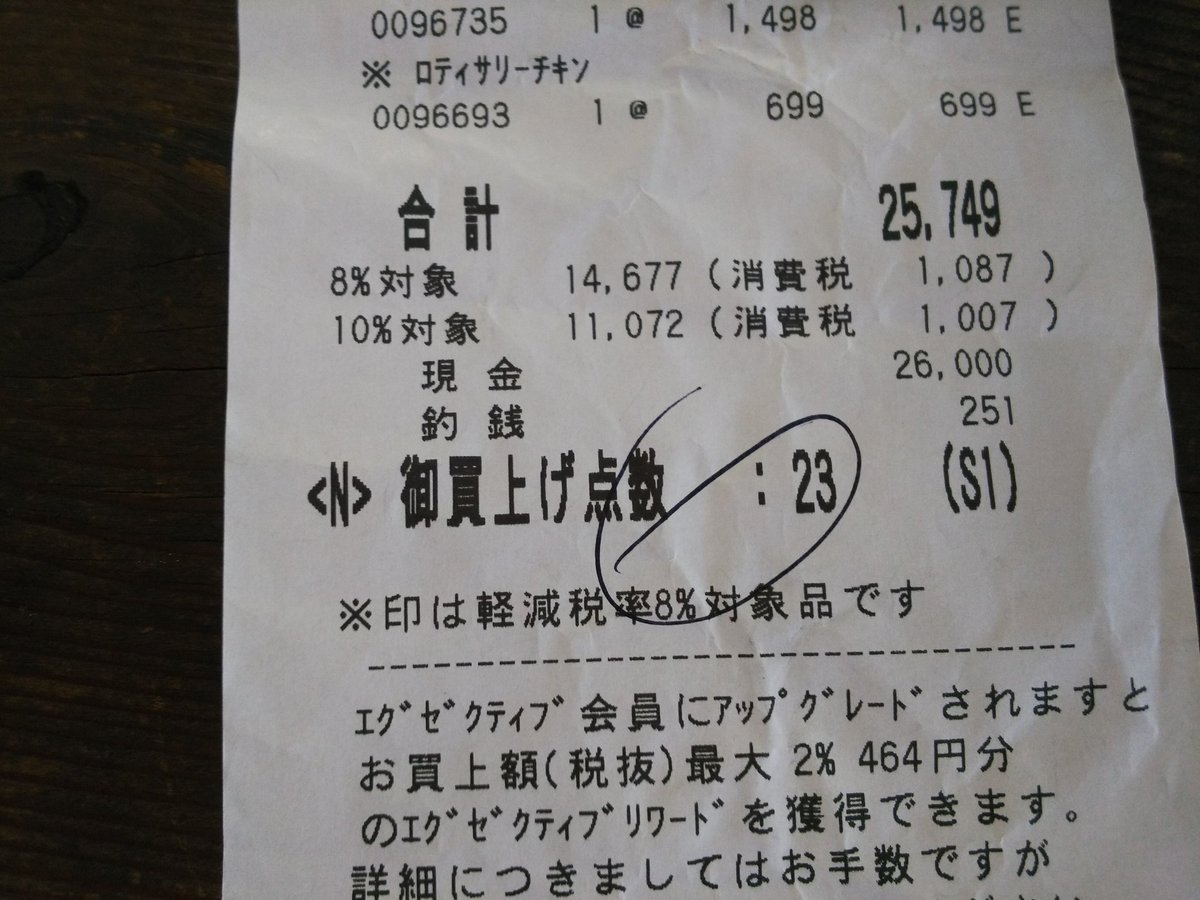 0096735 1 @ 1,498 1,498 E
※ ロティサリーチキン
0096693 1 @ 699 699 E
合計 25,749
8%対象 14,677 (消費税 1,087 )
10%対象 11,072 (消費税 1,007 )
現金 26,000
釣銭 251
<N> 御買上げ点数 : 23 (S1)
※印は軽減税率8%対象品です
----------------------------------
ｴｸﾞｾﾞｸﾃｨﾌﾞ会員にｱｯﾌﾟｸﾞﾚｰﾄﾞされますと
お買上額(税抜)最大 2% 464円分
のｴｸﾞｾﾞｸﾃｨﾌﾞﾘﾜｰﾄﾞを獲得できます。
詳細につきましてはお手数ですが